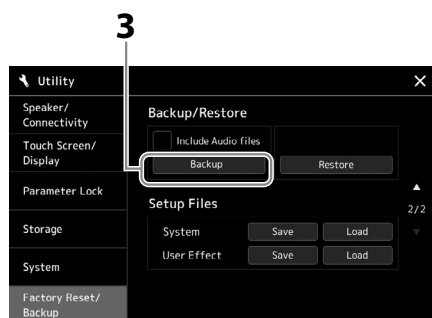 3
Utility
Speaker/
Connectivity
Touch Screen/
Display
Parameter Lock
Storage
System
Factory Reset/
Backup
Backup/Restore
Include Audio files
Backup
Restore
2/2
Setup Files
System
Save
Load
User Effect
Save
Load